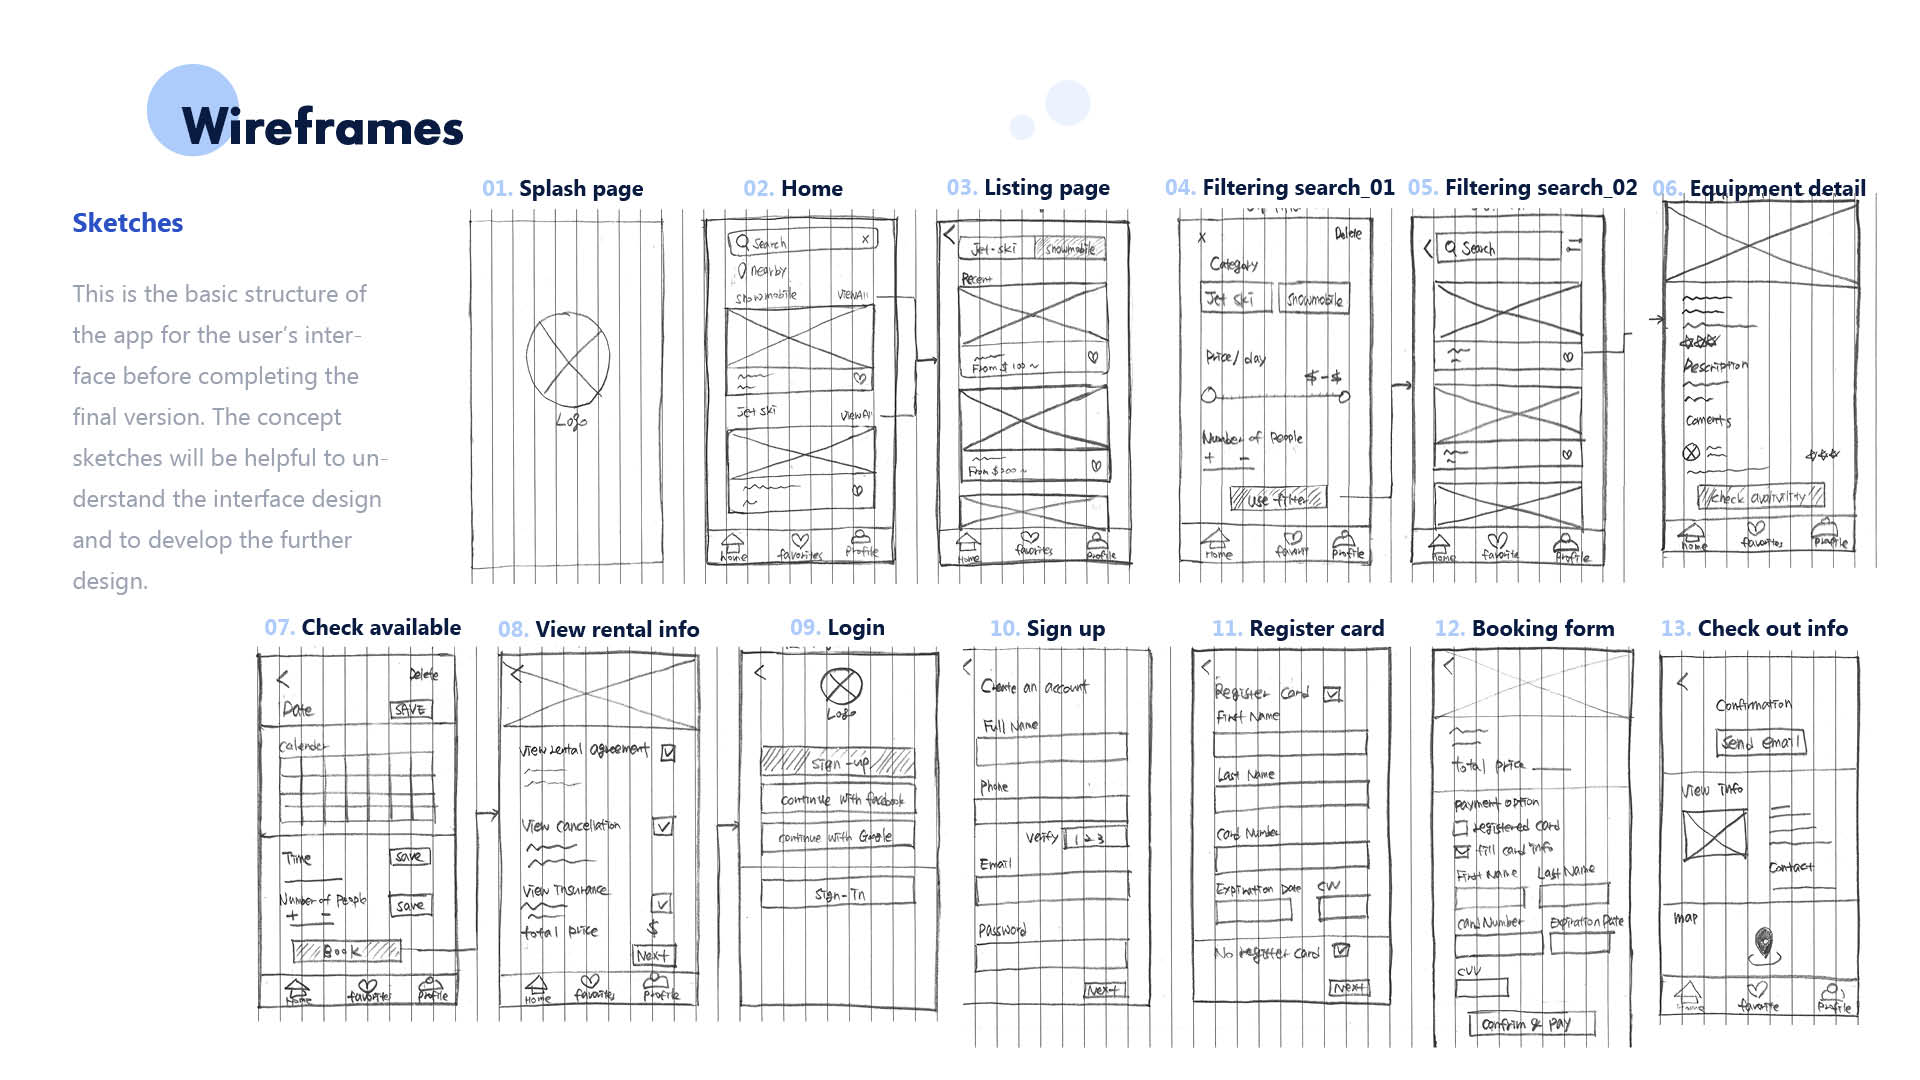 Wireframes
Sketches
This is the basic structure of
the app for the user's inter-
face before completing the
final version. The concept
sketches will be helpful to un-
derstand the interface design
and to develop the further
design.
01. Splash page
Logo
02. Home
Search X
nearby
snowmobile ViewAll
Jet ski ViewAll
home favorites Profile
03. Listing page
Jet-ski snowmobile
Recent
From $100~
From $200~
Home favorites Profile
04. Filtering search_01
X Delete
Category
Jet ski snowmobile
Price/day
$-$
Number of people
+ -
use filter
Home favorit Profile
05. Filtering search_02
Search
home favorite Profile
06. Equipment detail
Description
Coments
check avalivility
home favorites Profile
07. Check available
Delete
Date SAVE
Calender
Time save
Number of people
+ - save
Book
Home favorites Profile
08. View rental info
View rental agreement
View Cancellation
View Insurance
total price $
Next
Home favorites Profile
09. Login
Logo
sign-up
continue with facebook
continue with Google
Sign-In
10. Sign up
Create an account
Full Name
Phone
Verify 123
Email
Password
Next
11. Register card
Register Card
First Name
Last Name
Card Number
Expiration Date CVV
No register card
Next
12. Booking form
total price
payment option
registered card
fill card info
First Name Last Name
Card Number Expiration Date
CVV
Confirm & pay
13. Check out info
Confirmation
Send email
View Info
Contact
map
Home favorite Profile